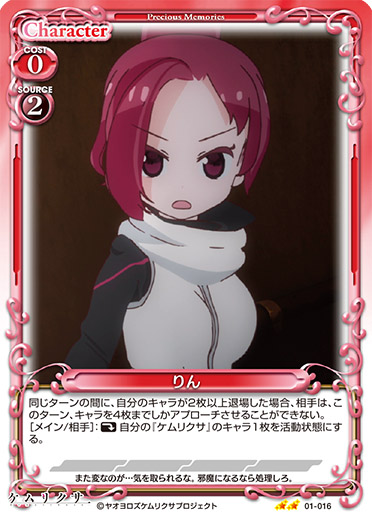 Precious Memories
Character
COST
0
SOURCE
2
りん
同じターンの間に、自分のキャラが2枚以上退場した場合、相手は、こ
のターン、キャラを4枚までしかアプローチさせることができない。
［メイン/相手］: 自分の『ケムリクサ』のキャラ1枚を活動状態にす
る。
また変なのが…気を取られるな。邪魔になるなら処理しろ。
ケムリクサ
©ヤオヨロズケムリクサプロジェクト
01-016